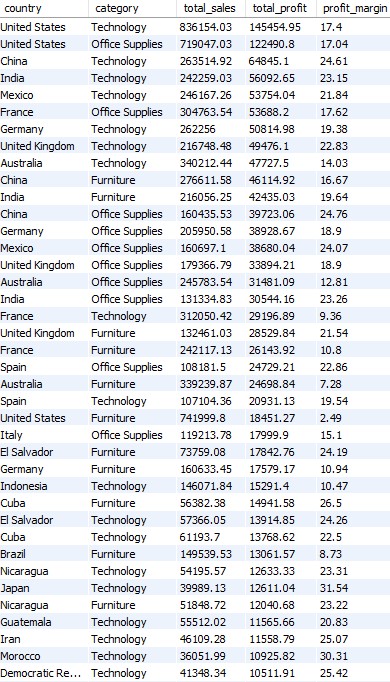 country category total_sales total_profit profit_margin
United States Technology 836154.03 145454.95 17.4
United States Office Supplies 719047.03 122490.8 17.04
China Technology 263514.92 64845.1 24.61
India Technology 242259.03 56092.65 23.15
Mexico Technology 246167.26 53754.04 21.84
France Office Supplies 304763.54 53688.2 17.62
Germany Technology 262256 50814.98 19.38
United Kingdom Technology 216748.48 49476.1 22.83
Australia Technology 340212.44 47727.5 14.03
China Furniture 276611.58 46114.92 16.67
India Furniture 216056.25 42435.03 19.64
China Office Supplies 160435.53 39723.06 24.76
Germany Office Supplies 205950.58 38928.67 18.9
Mexico Office Supplies 160697.1 38680.04 24.07
United Kingdom Office Supplies 179366.79 33894.21 18.9
Australia Office Supplies 245783.54 31481.09 12.81
India Office Supplies 131334.83 30544.16 23.26
France Technology 312050.42 29196.89 9.36
United Kingdom Furniture 132461.03 28529.84 21.54
France Furniture 242117.13 26143.92 10.8
Spain Office Supplies 108181.5 24729.21 22.86
Australia Furniture 339239.87 24698.84 7.28
Spain Technology 107104.36 20931.13 19.54
United States Furniture 741999.8 18451.27 2.49
Italy Office Supplies 119213.78 17999.9 15.1
El Salvador Furniture 73759.08 17842.76 24.19
Germany Furniture 160633.45 17579.17 10.94
Indonesia Technology 146071.84 15291.4 10.47
Cuba Furniture 56382.38 14941.58 26.5
El Salvador Technology 57366.05 13914.85 24.26
Cuba Technology 61193.7 13768.62 22.5
Brazil Furniture 149539.53 13061.57 8.73
Nicaragua Technology 54195.57 12633.33 23.31
Japan Technology 39989.13 12611.04 31.54
Nicaragua Furniture 51848.72 12040.68 23.22
Guatemala Technology 55512.02 11565.66 20.83
Iran Technology 46109.28 11558.79 25.07
Morocco Technology 36051.99 10925.82 30.31
Democratic Re... Technology 41348.34 10511.91 25.42